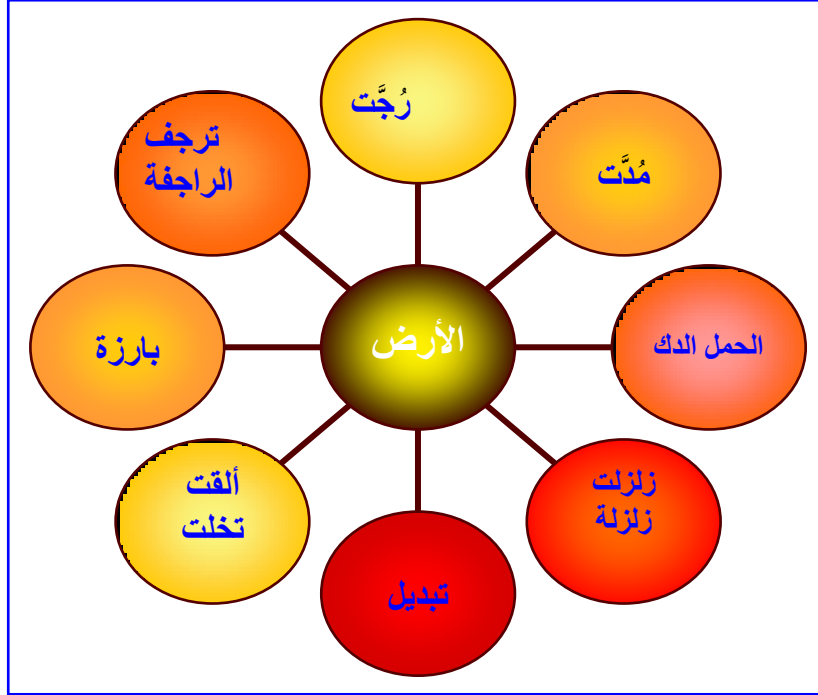 رُجَّت
مُدَّت
الحمل الدك
زلزلت
زلزلة
تبديل
ألقت
تخلت
بارزة
ترجف
الراجفة
الأرض